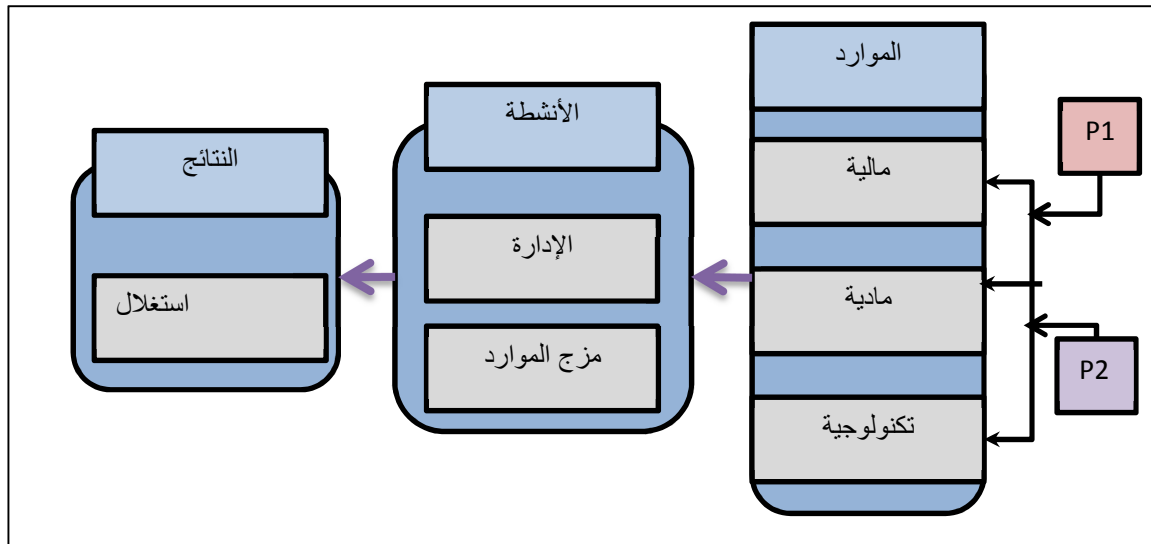 الموارد
مالية
مادية
تكنولوجية
P1
P2
الأنشطة
الإدارة
مزج الموارد
النتائج
استغلال